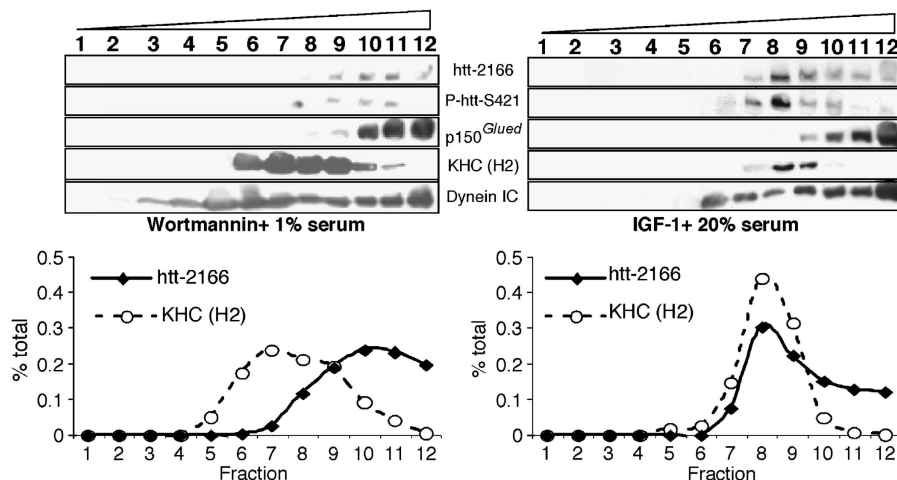 1 2 3 4 5 6 7 8 9 10 11 12
1 2 3 4 5 6 7 8 9 10 11 12
htt-2166
P-htt-S421
p150Glued
KHC (H2)
Dynein IC
Wortmannin+ 1% serum
IGF-1+ 20% serum
0.5
0.4
0.3
0.2
0.1
0
% total
htt-2166
KHC (H2)
1 2 3 4 5 6 7 8 9 10 11 12
Fraction
0.5
0.4
0.3
0.2
0.1
0
% total
htt-2166
KHC (H2)
1 2 3 4 5 6 7 8 9 10 11 12
Fraction